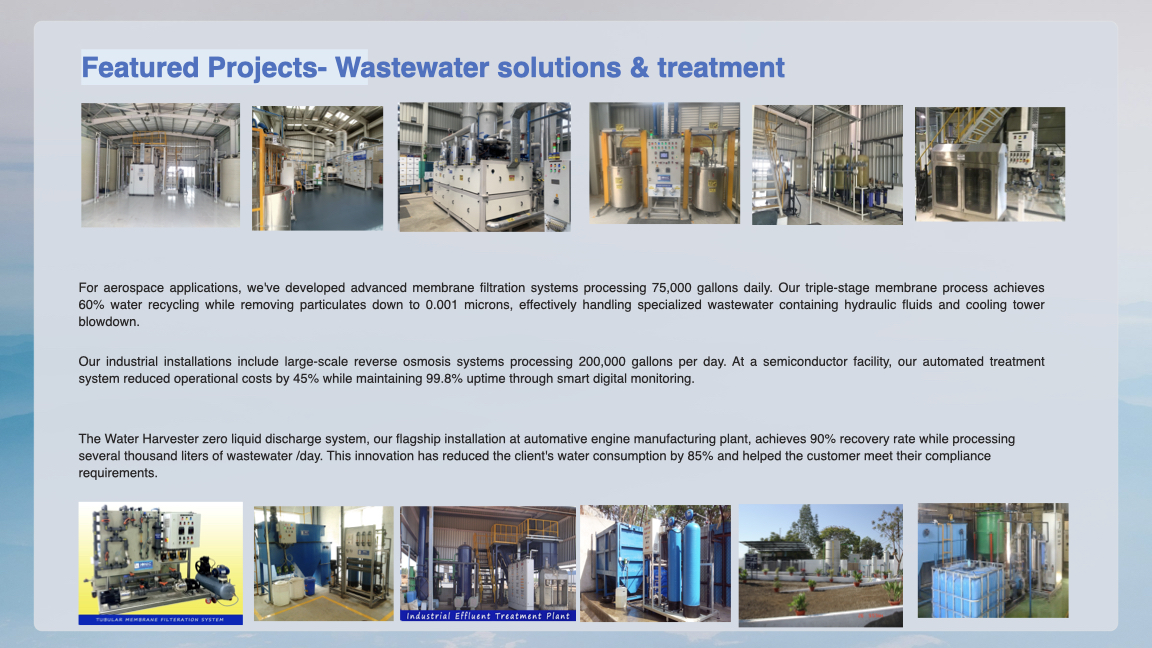 Featured Projects- Wastewater solutions & treatment
For aerospace applications, we've developed advanced membrane filtration systems processing 75,000 gallons daily. Our triple-stage membrane process achieves
60% water recycling while removing particulates down to 0.001 microns, effectively handling specialized wastewater containing hydraulic fluids and cooling tower
blowdown.
Our industrial installations include large-scale reverse osmosis systems processing 200,000 gallons per day. At a semiconductor facility, our automated treatment
system reduced operational costs by 45% while maintaining 99.8% uptime through smart digital monitoring.
The Water Harvester zero liquid discharge system, our flagship installation at automative engine manufacturing plant, achieves 90% recovery rate while processing
several thousand liters of wastewater /day. This innovation has reduced the client's water consumption by 85% and helped the customer meet their compliance
requirements.
TUBULAR MEMBRANE FILTERATION SYSTEM
Industrial Effluent Treatment Plant